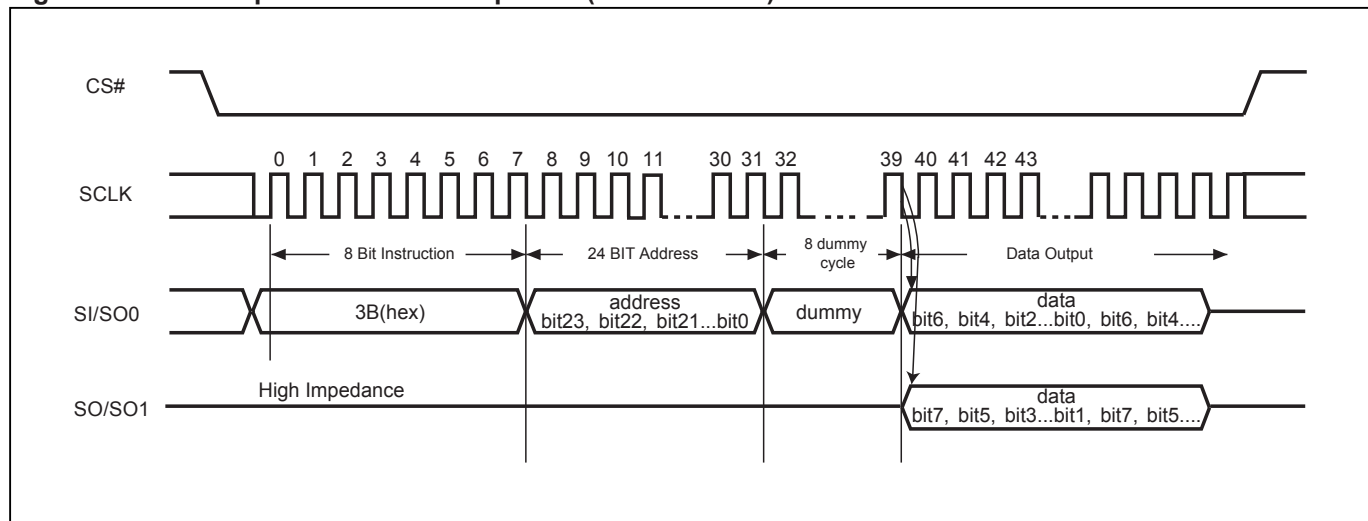 CS#
0 1 2 3 4 5 6 7 8 9 10 11 30 31 32 39 40 41 42 43
SCLK
8 Bit Instruction
24 BIT Address
8 dummy
cycle
Data Output
SI/SO0
3B(hex)
address
bit23, bit22, bit21...bit0
dummy
data
bit6, bit4, bit2...bit0, bit6, bit4....
High Impedance
SO/SO1
data
bit7, bit5, bit3...bit1, bit7, bit5....